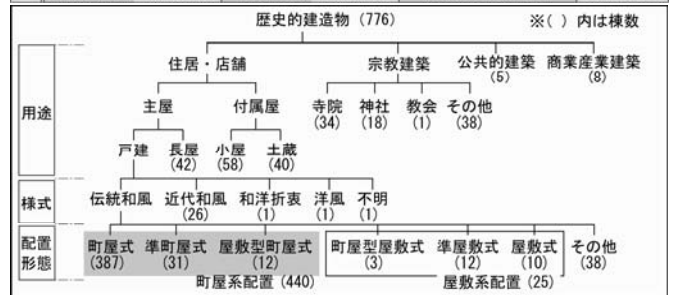 歴史的建造物 (776) ※( ) 内は棟数
住居・店舗 宗教建築 公共的建築 商業産業建築
(5) (8)
用途 主屋 付属屋 寺院 神社 教会 その他
(34) (18) (1) (38)
戸建 長屋 小屋 土蔵
(42) (58) (40)
様式 伝統和風 近代和風 和洋折衷 洋風 不明
(26) (1) (1) (1)
配置形態 町屋式 準町屋式 屋敷型町屋式 町屋型屋敷式 準屋敷式 屋敷式 その他
(387) (31) (12) (3) (12) (10) (38)
町屋系配置 (440) 屋敷系配置 (25)